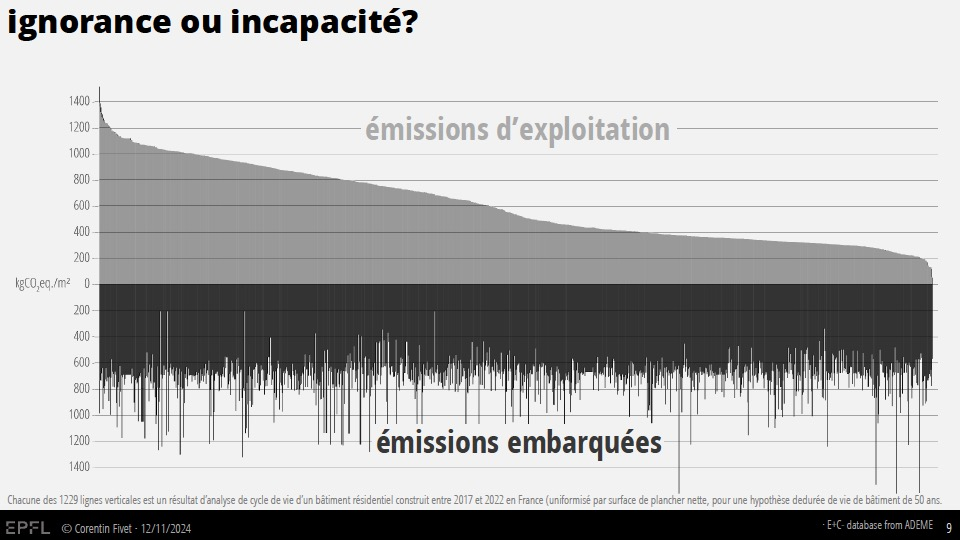 ignorance ou incapacité?
1400
émissions d’exploitation
1200
1000
800
600
400
200
kgCO2eq./m² 0
200
400
600
800
1000
émissions embarquées
1200
1400
Chacune des 1229 lignes verticales est un résultat d’analyse de cycle de vie d’un bâtiment résidentiel construit entre 2017 et 2022 en France (uniformisé par surface de plancher nette, pour une hypothèse dedurée de vie de bâtiment de 50 ans.
EPFL © Corentin Fivet - 12/11/2024
· E+C- database from ADEME 9